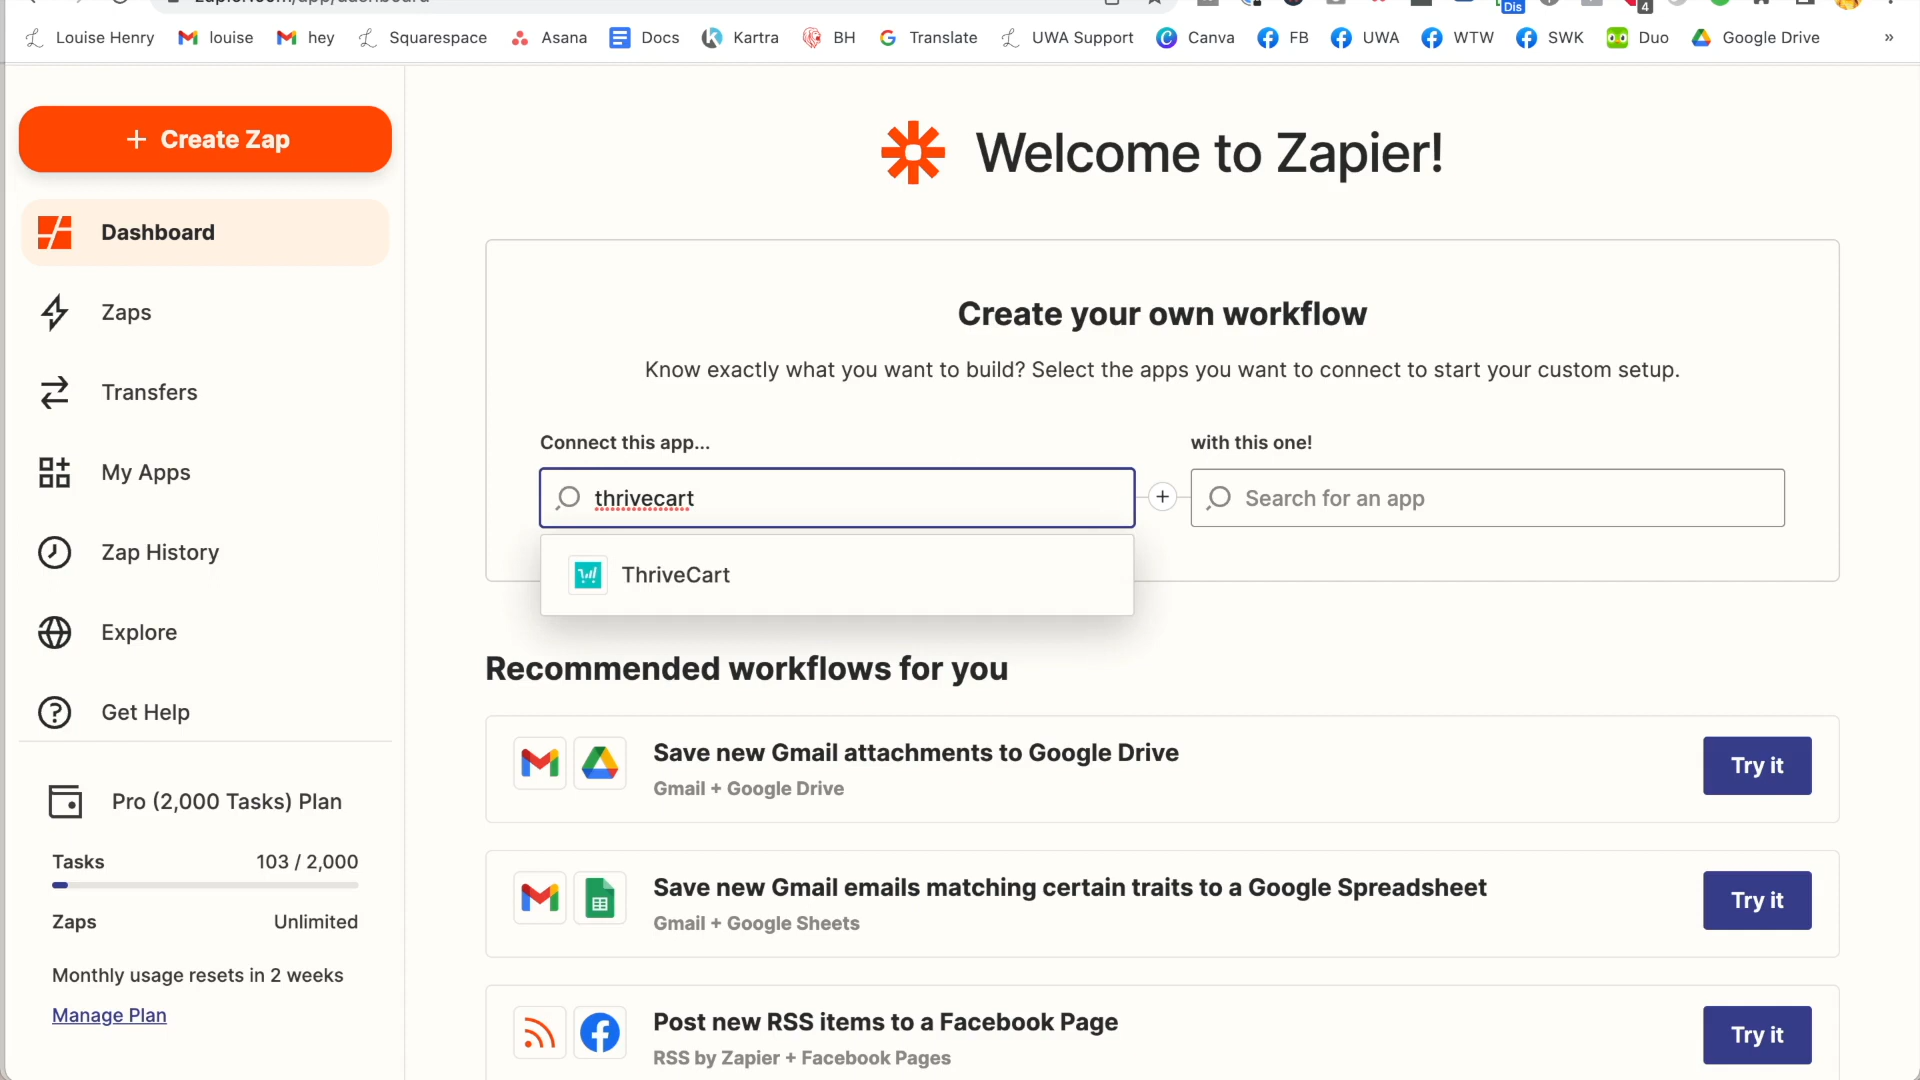 Louise Henry louise hey Squarespace Asana Docs Kartra BH Translate UWA Support Canva FB UWA WTW SWK Duo Google Drive »
Dis
4
+ Create Zap
Dashboard
Zaps
Transfers
My Apps
Zap History
Explore
Get Help
Pro (2,000 Tasks) Plan
Tasks 103 / 2,000
Zaps Unlimited
Monthly usage resets in 2 weeks
Manage Plan
Welcome to Zapier!
Create your own workflow
Know exactly what you want to build? Select the apps you want to connect to start your custom setup.
Connect this app...
thrivecart
ThriveCart
with this one!
Search for an app
Recommended workflows for you
Save new Gmail attachments to Google Drive
Gmail + Google Drive
Try it
Save new Gmail emails matching certain traits to a Google Spreadsheet
Gmail + Google Sheets
Try it
Post new RSS items to a Facebook Page
RSS by Zapier + Facebook Pages
Try it